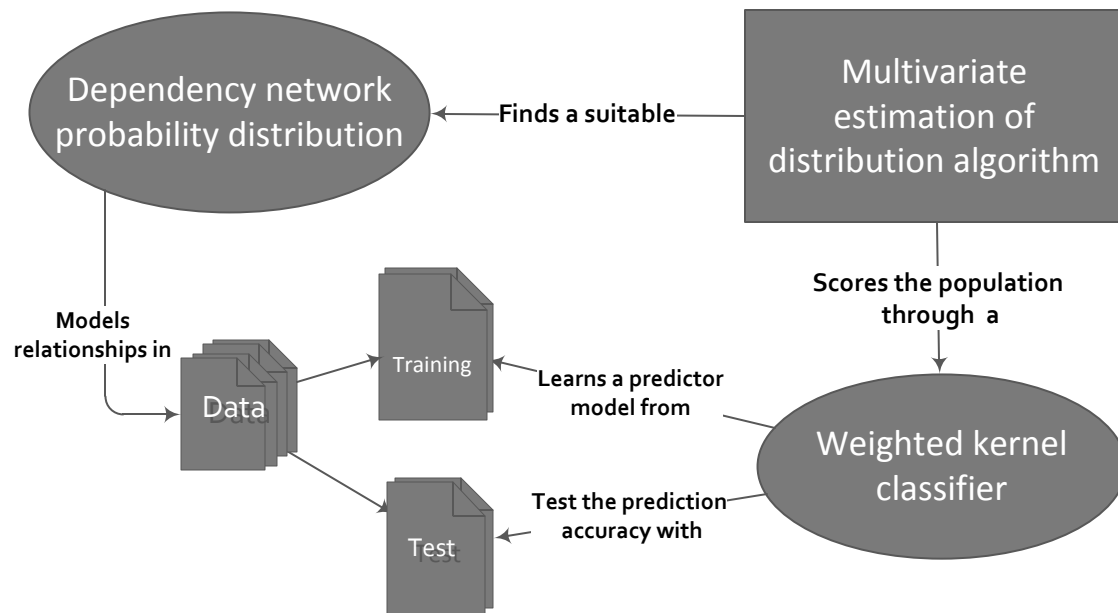 Dependency network
probability distribution
Finds a suitable
Multivariate
estimation of
distribution algorithm
Scores the population
through a
Models
relationships in
Data
Training
Learns a predictor
model from
Weighted kernel
classifier
Test the prediction
accuracy with
Test